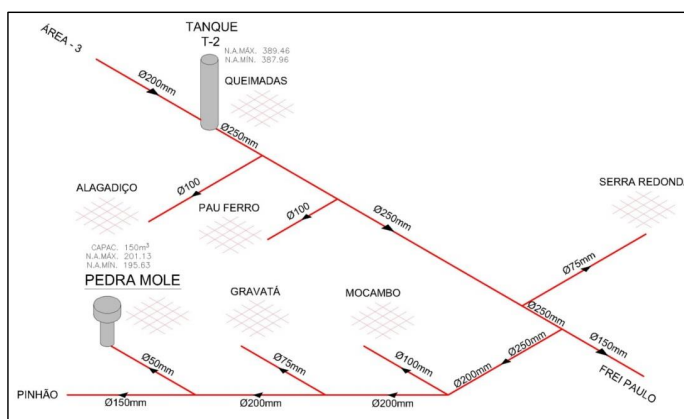 ÁREA - 3
TANQUE
T-2
N.A.MÁX. 389.46
N.A.MÍN. 387.96
QUEIMADAS
Ø200mm
Ø250mm
ALAGADIÇO
Ø100
PAU FERRO
Ø100
Ø250mm
SERRA REDONDA
Ø75mm
CAPAC. 150m³
N.A.MÁX. 201.13
N.A.MÍN. 195.63
PEDRA MOLE
GRAVATÁ
MOCAMBO
Ø250mm
Ø150mm
FREI PAULO
Ø250mm
Ø200mm
Ø50mm
Ø75mm
Ø100mm
PINHÃO
Ø150mm
Ø200mm
Ø200mm